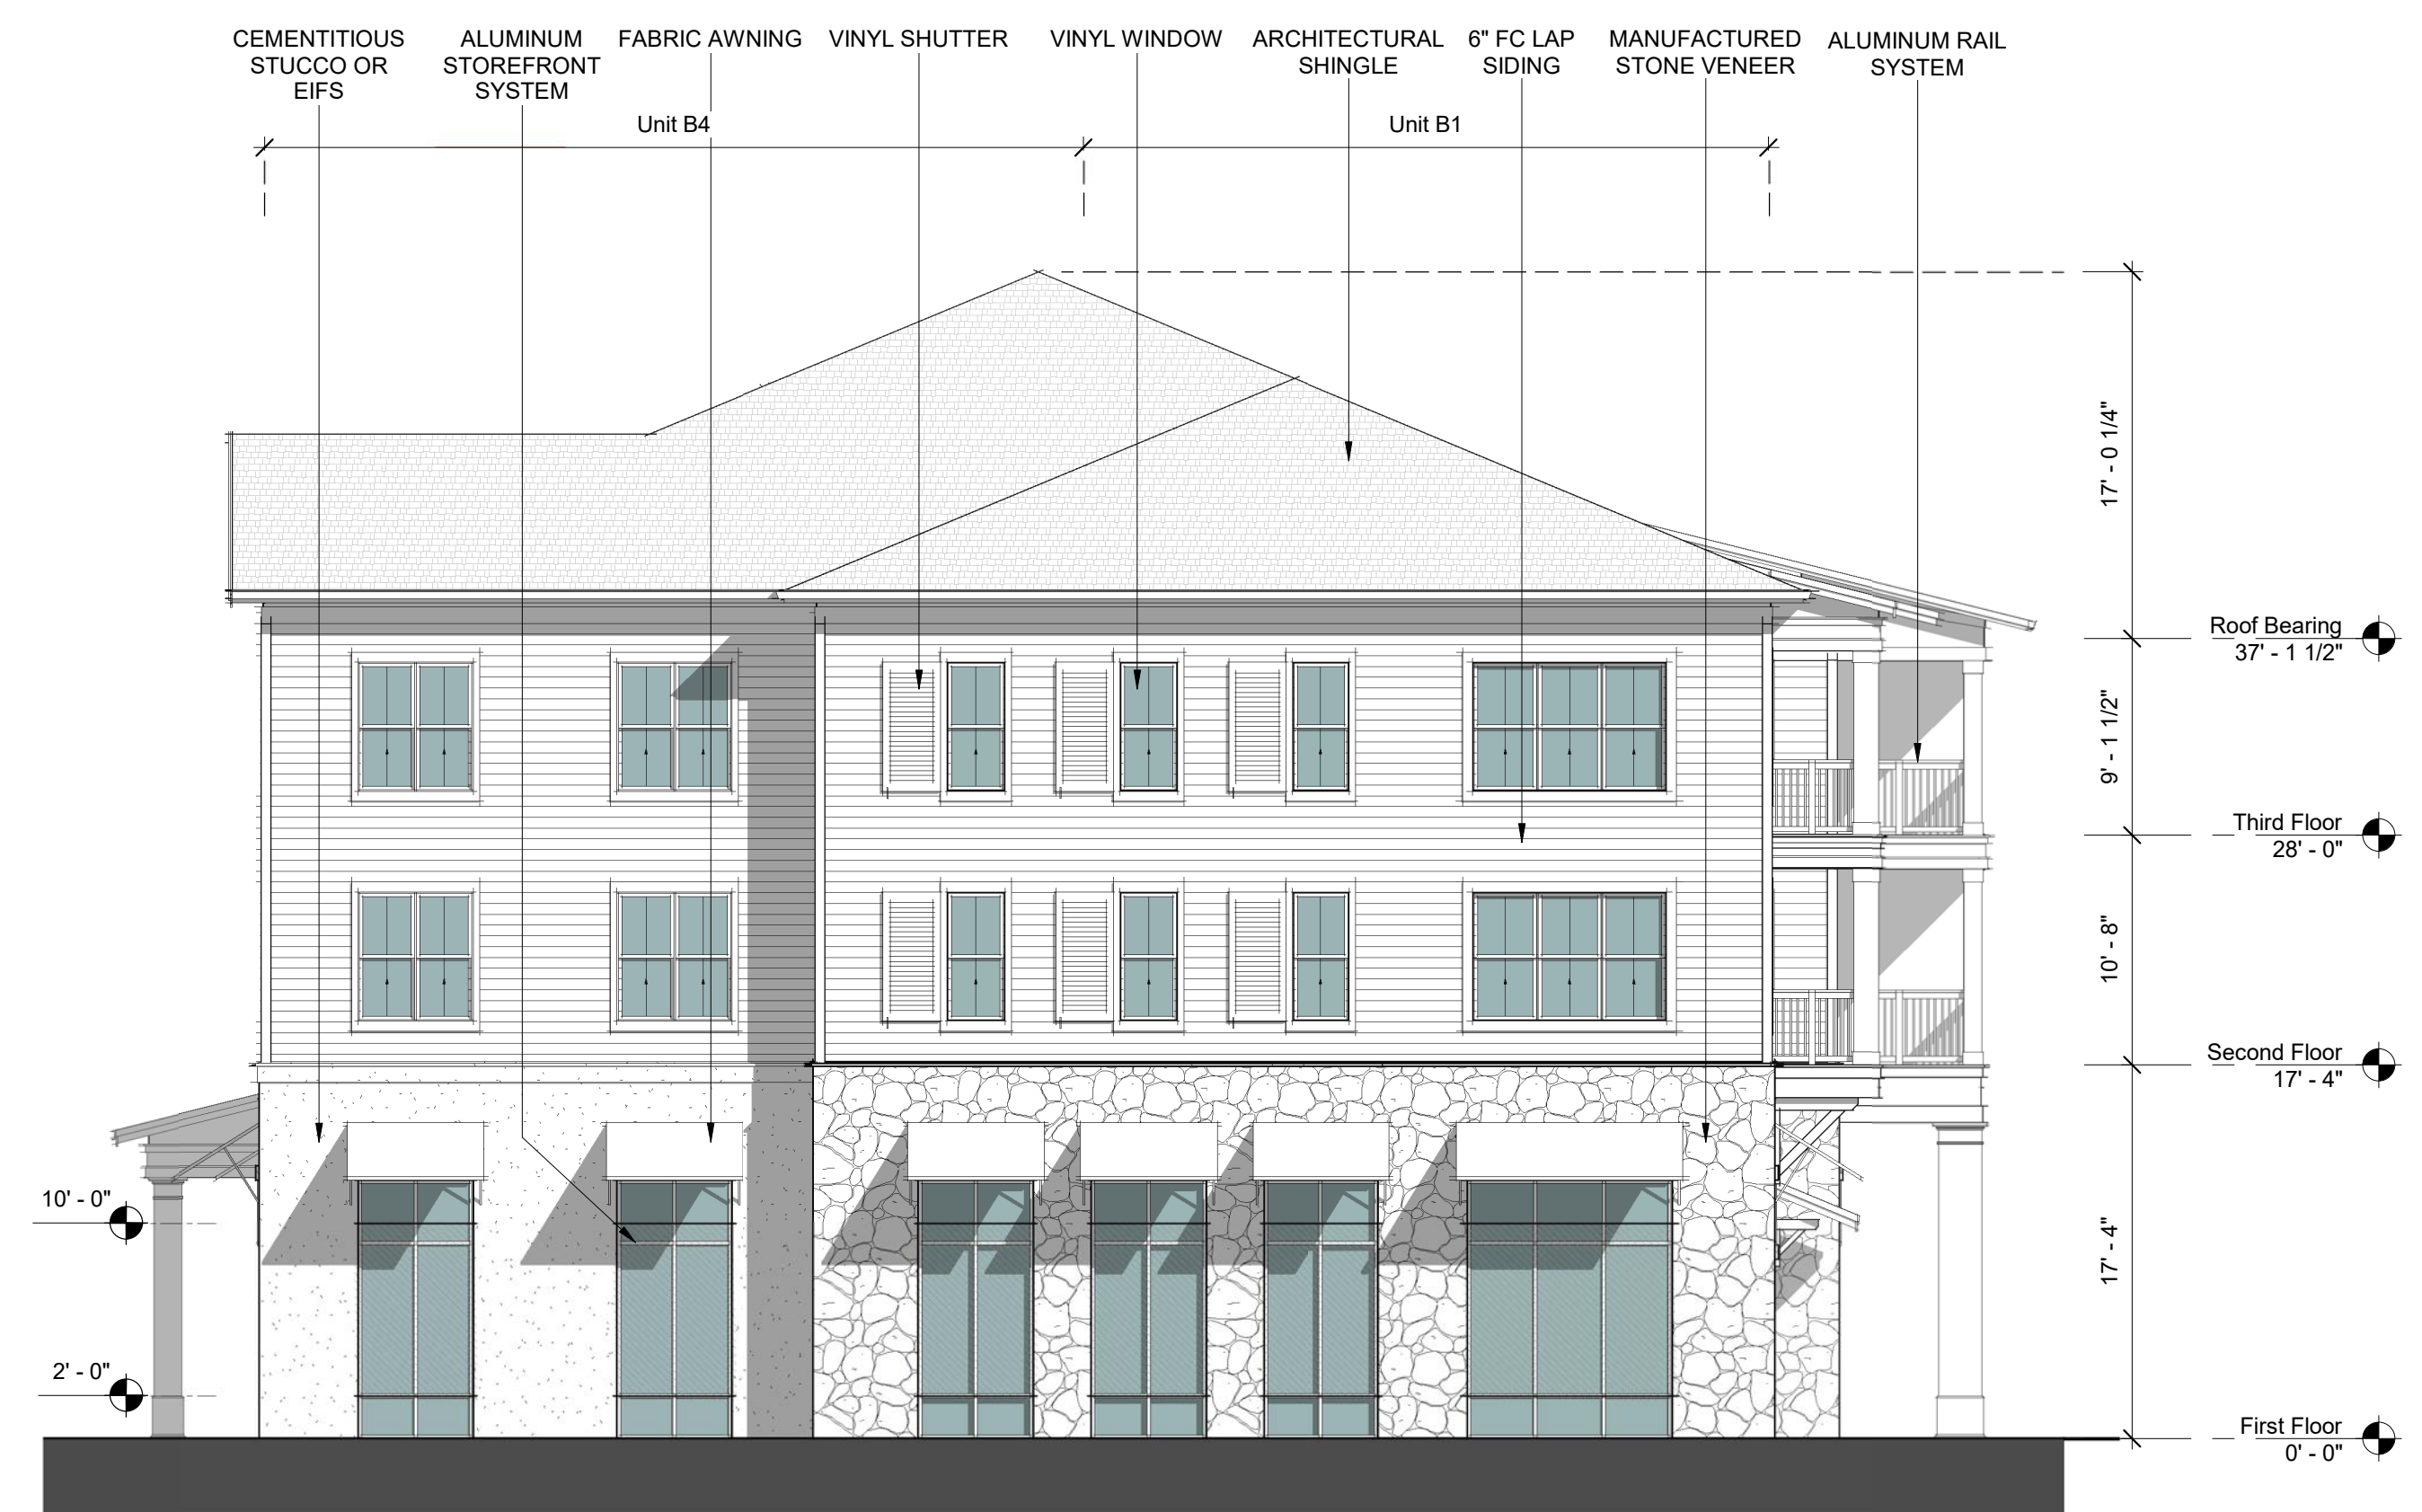 CEMENTITIOUS
STUCCO OR
EIFS
ALUMINUM
STOREFRONT
SYSTEM
FABRIC AWNING
VINYL SHUTTER
VINYL WINDOW
ARCHITECTURAL
SHINGLE
6" FC LAP
SIDING
MANUFACTURED
STONE VENEER
ALUMINUM RAIL
SYSTEM
Unit B4
Unit B1
17' - 0 1/4"
Roof Bearing
37' - 1 1/2"
9' - 1 1/2"
Third Floor
28' - 0"
10' - 8"
Second Floor
17' - 4"
17' - 4"
First Floor
0' - 0"
10' - 0"
2' - 0"